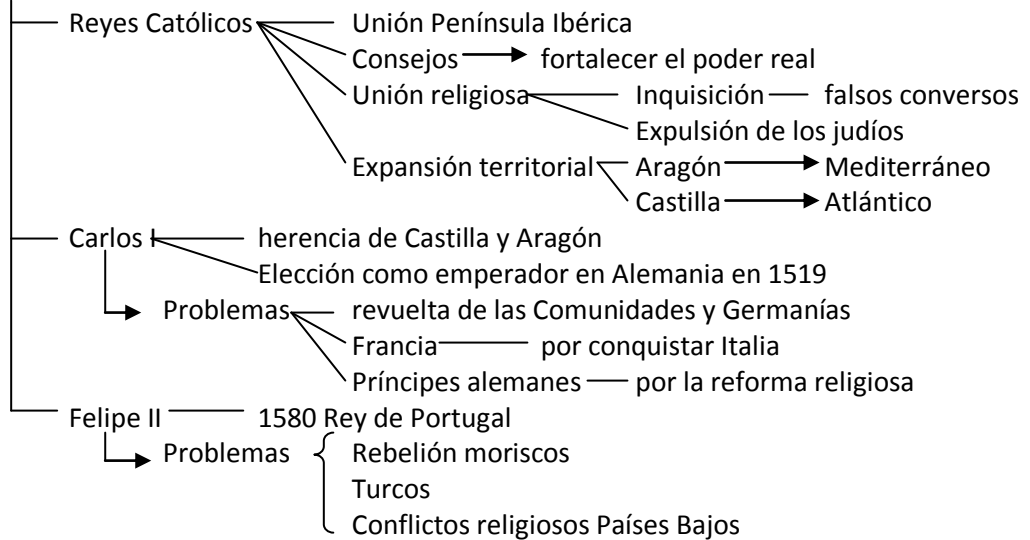 Reyes Católicos Unión Península Ibérica
Consejos fortalecer el poder real
Unión religiosa Inquisición falsos conversos
Expulsión de los judíos
Expansión territorial Aragón Mediterráneo
Castilla Atlántico
Carlos I herencia de Castilla y Aragón
Elección como emperador en Alemania en 1519
Problemas revuelta de las Comunidades y Germanías
Francia por conquistar Italia
Príncipes alemanes por la reforma religiosa
Felipe II 1580 Rey de Portugal
Problemas Rebelión moriscos
Turcos
Conflictos religiosos Países Bajos